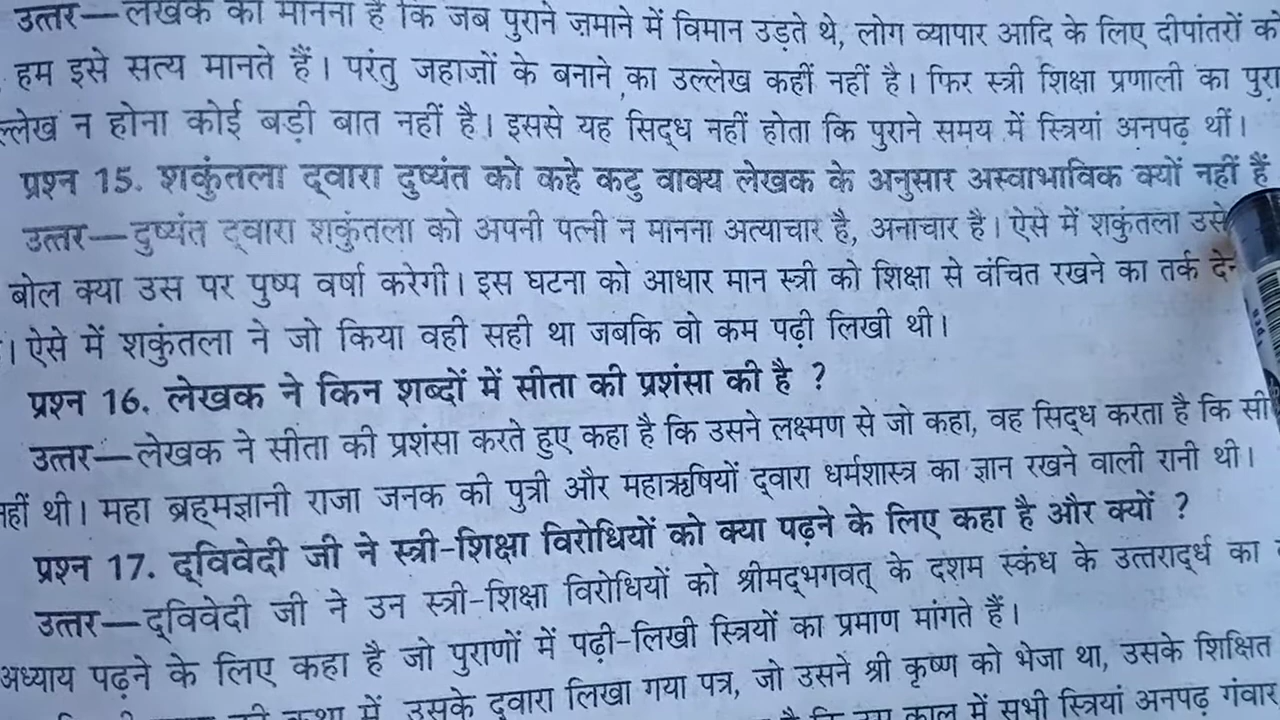 उत्तर—लेखक का मानना है कि जब पुराने ज़माने में विमान उड़ते थे, लोग व्यापार आदि के लिए दीपांतरों को
हम इसे सत्य मानते हैं। परंतु जहाज़ों के बनाने का उल्लेख कहीं नहीं है। फिर स्त्री शिक्षा प्रणाली का
न होना कोई बड़ी बात नहीं है। इससे यह सिद्ध नहीं होता कि पुराने समय में स्त्रियां अनपढ़ थीं।
प्रश्न 15. शकुंतला द्वारा दुष्यंत को कहे कटु वाक्य लेखक के अनुसार अस्वाभाविक क्यों नहीं हैं
उत्तर—दुष्यंत द्वारा शकुंतला को अपनी पत्नी न मानना अत्याचार है, अनाचार है। ऐसे में शकुंतला उसे
बोल क्या उस पर पुष्प वर्षा करेगी। इस घटना को आधार मान स्त्री को शिक्षा से वंचित रखने का तर्क
। ऐसे में शकुंतला ने जो किया वही सही था जबकि वो कम पढ़ी लिखी थी।
प्रश्न 16. लेखक ने किन शब्दों में सीता की प्रशंसा की है ?
उत्तर—लेखक ने सीता की प्रशंसा करते हुए कहा है कि उसने लक्ष्मण से जो कहा, वह सिद्ध करता है कि
थी। महा ब्रह्मज्ञानी राजा जनक की पुत्री और महाऋषियों द्वारा धर्मशास्त्र का ज्ञान रखने वाली रानी थी।
प्रश्न 17. द्विवेदी जी ने स्त्री-शिक्षा विरोधियों को क्या पढ़ने के लिए कहा है और क्यों ?
उत्तर—द्विवेदी जी ने उन स्त्री-शिक्षा विरोधियों को श्रीमद्भगवत् के दशम स्कंध के उत्तरार्द्ध का
अध्याय पढ़ने के लिए कहा है जो पुराणों में पढ़ी-लिखी स्त्रियों का प्रमाण मांगते हैं।
कथा में उसके द्वारा लिखा गया पत्र, जो उसने श्री कृष्ण को भेजा था, उसके शिक्षित
काल में सभी स्त्रियां अनपढ़ गंवार